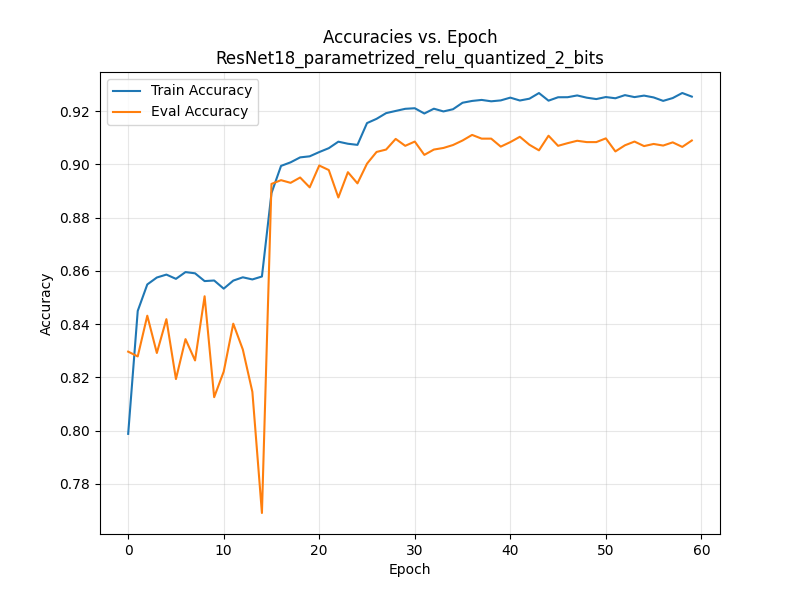 Accuracies vs. Epoch
ResNet18_parametrized_relu_quantized_2_bits
Train Accuracy
Eval Accuracy
0.92
0.90
0.88
0.86
0.84
0.82
0.80
0.78
Accuracy
0 10 20 30 40 50 60
Epoch